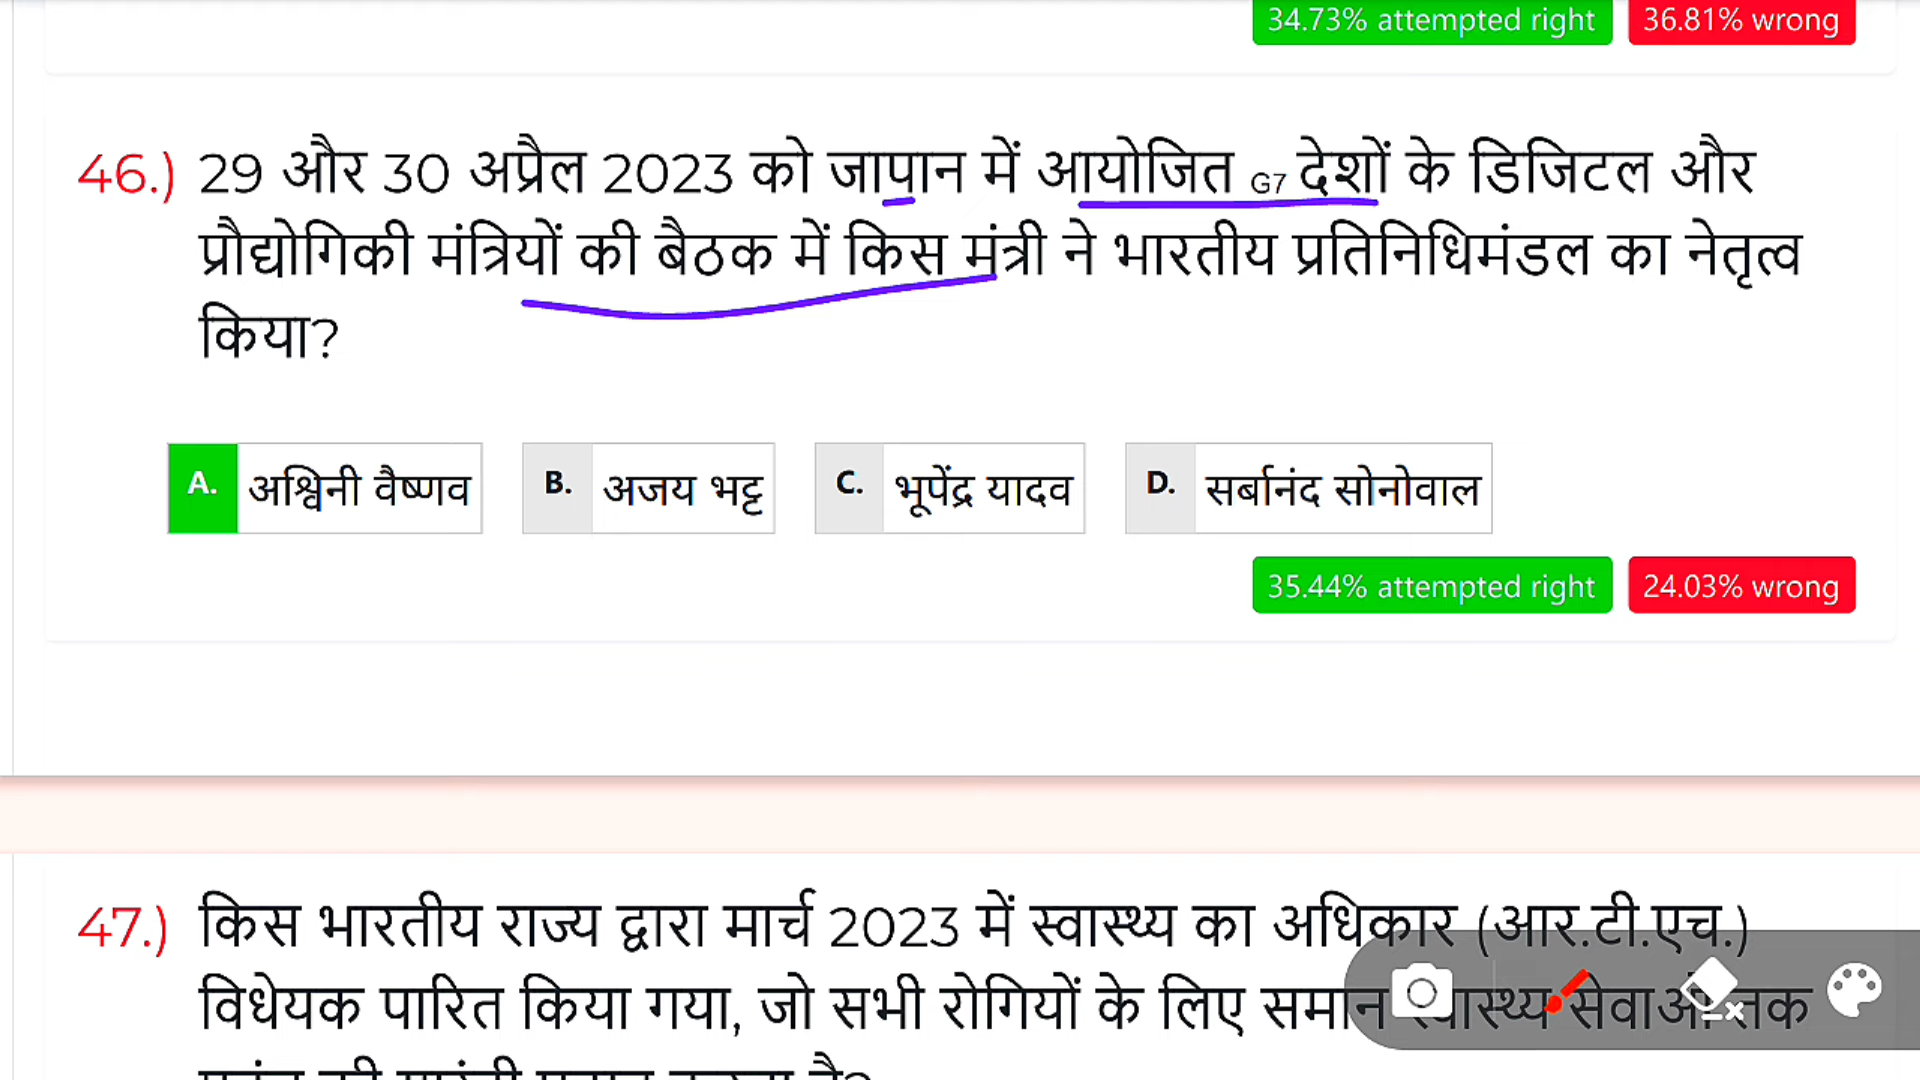 34.73% attempted right 36.81% wrong
46.) 29 और 30 अप्रैल 2023 को जापान में आयोजित G7 देशों के डिजिटल और
प्रौद्योगिकी मंत्रियों की बैठक में किस मंत्री ने भारतीय प्रतिनिधिमंडल का नेतृत्व
किया?
A. अश्विनी वैष्णव B. अजय भट्ट C. भूपेंद्र यादव D. सर्बानंद सोनोवाल
35.44% attempted right 24.03% wrong
47.) किस भारतीय राज्य द्वारा मार्च 2023 में स्वास्थ्य का अधिकार (आर.टी.एच.)
विधेयक पारित किया गया, जो सभी रोगियों के लिए समान स्वास्थ्य सेवाओं तक